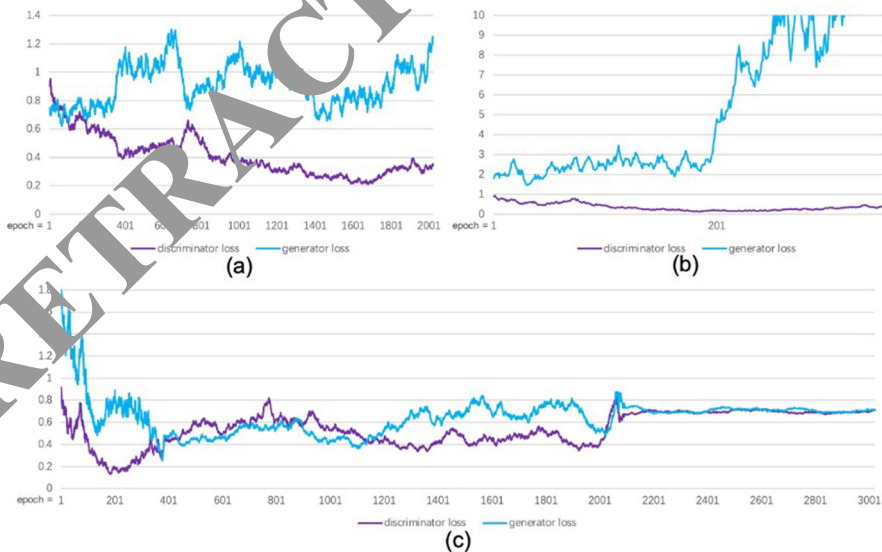 1.4
1.2
1
0.8
0.6
0.4
0.2
0
epoch = 1 401 801 1001 1201 1401 1601 1801 2001
discriminator loss generator loss
(a)
10
9
8
7
6
5
4
3
2
1
0
epoch = 1 201
discriminator loss generator loss
(b)
1.2
1
0.8
0.6
0.4
0.2
0
epoch = 1 201 401 601 801 1001 1201 1401 1601 1801 2001 2201 2401 2601 2801 3001
discriminator loss generator loss
(c)
RETRACT